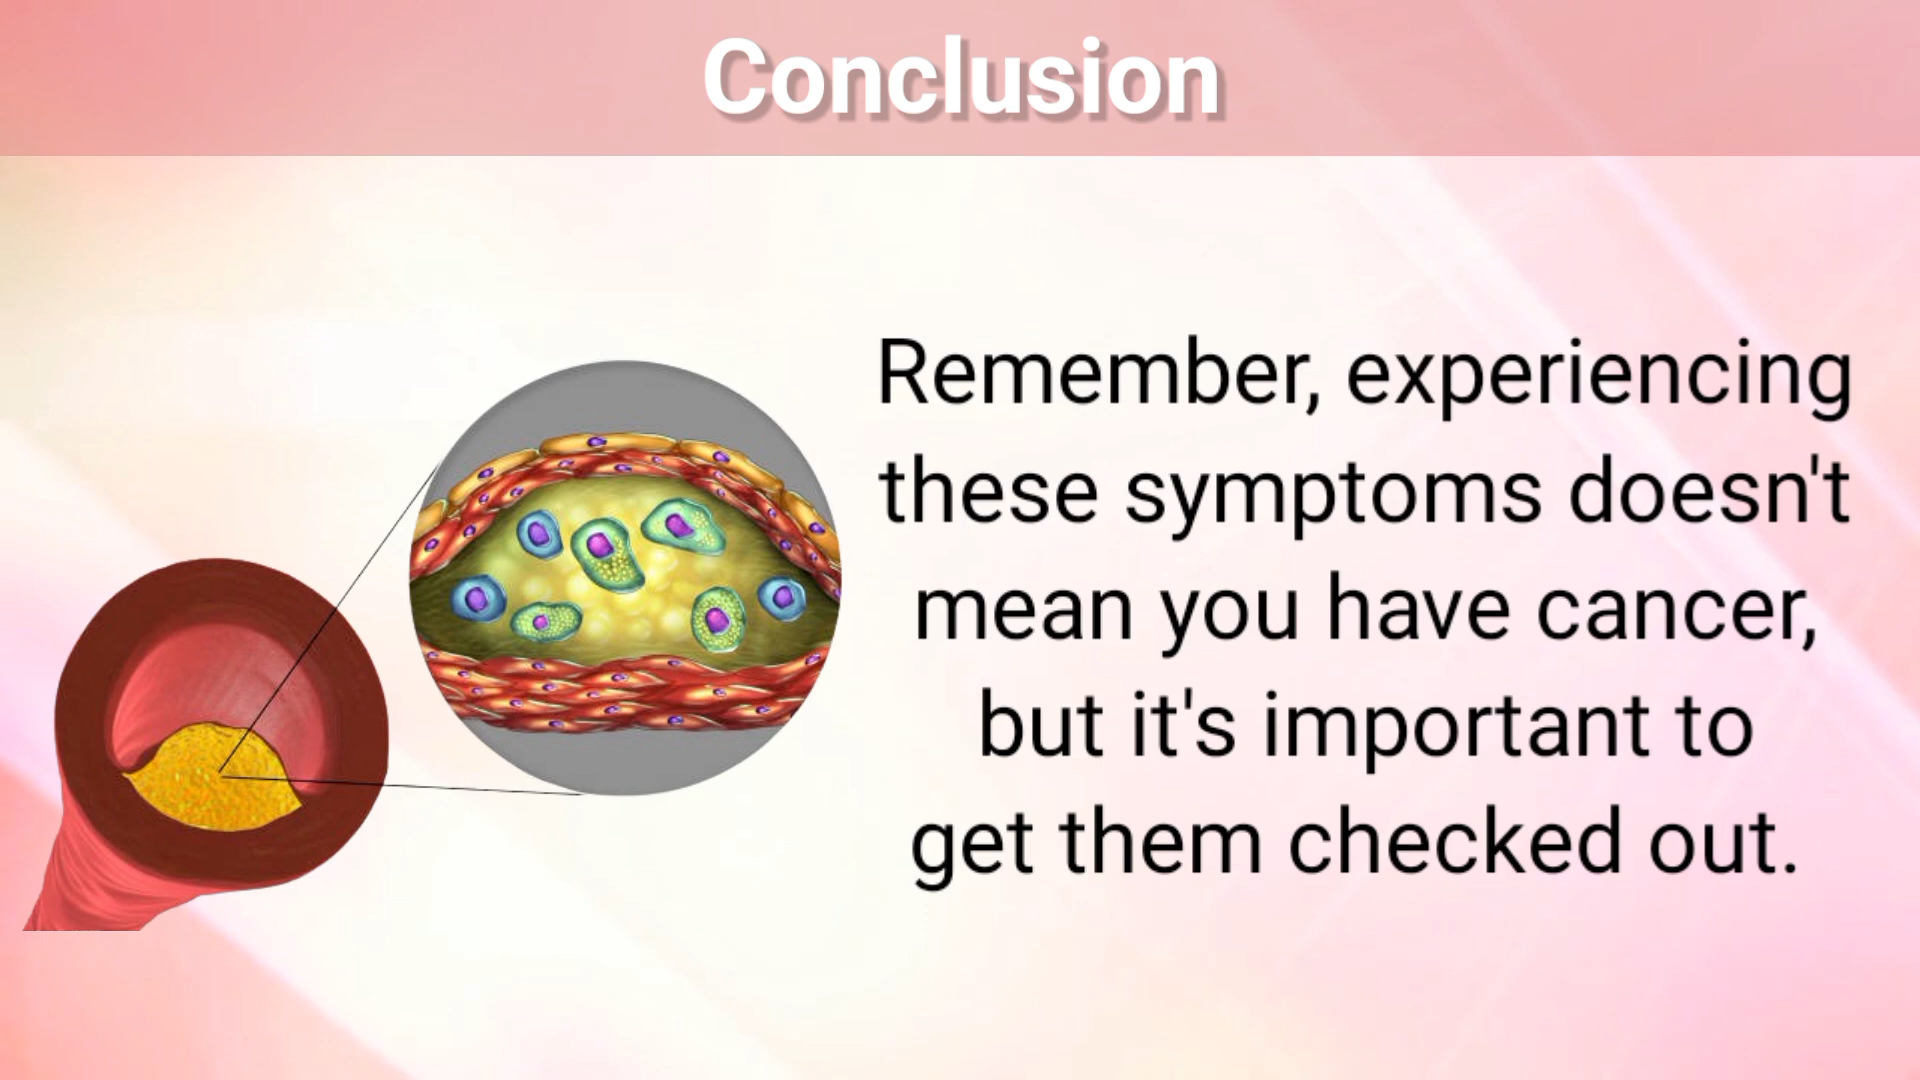 Conclusion
Remember, experiencing
these symptoms doesn't
mean you have cancer,
but it's important to
get them checked out.